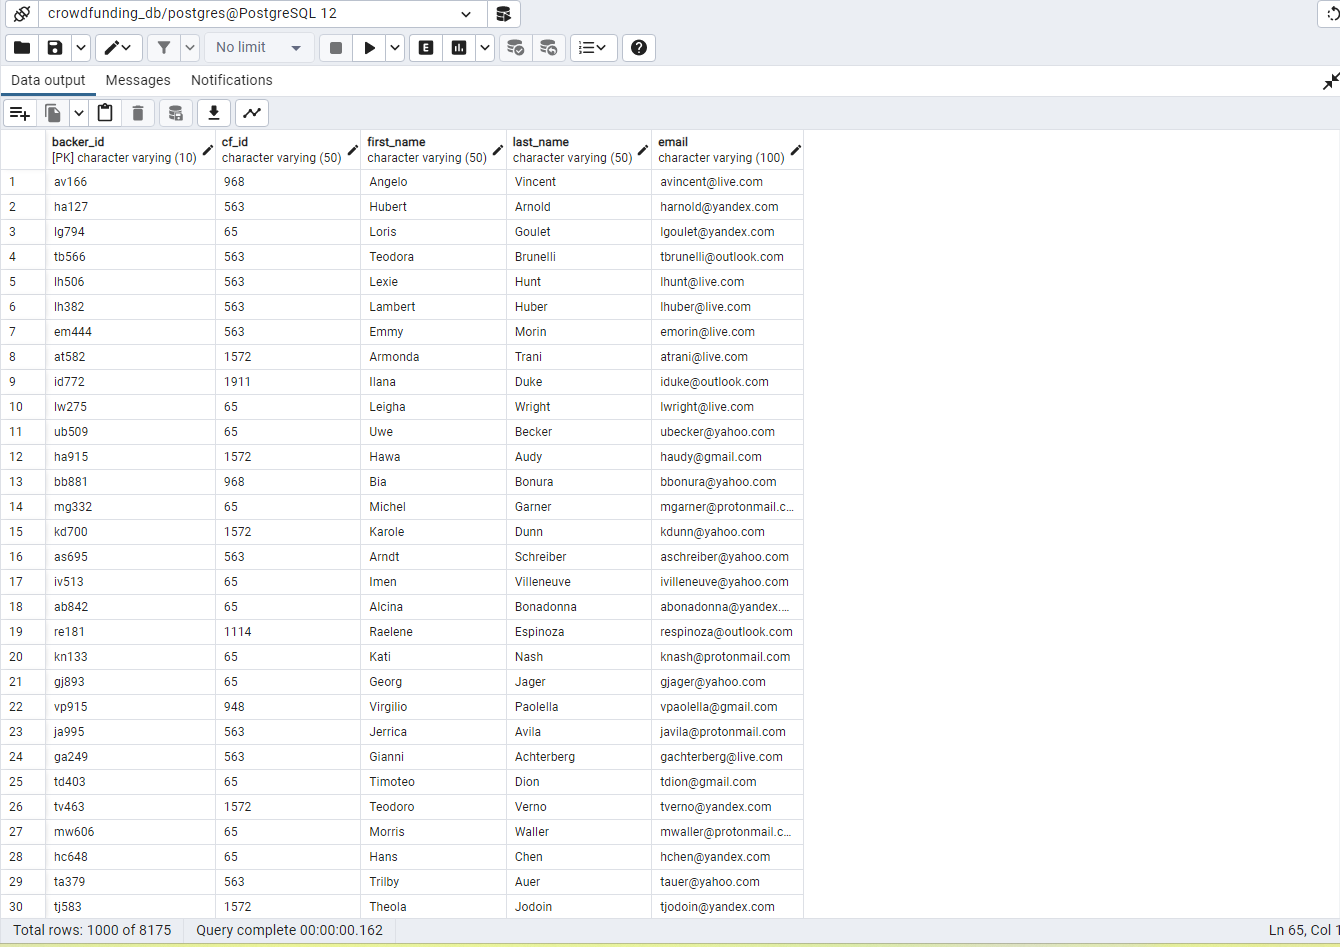 crowdfunding_db/postgres@PostgreSQL 12
No limit
E
Data output Messages Notifications
backer_id cf_id first_name last_name email
[PK] character varying (10) character varying (50) character varying (50) character varying (50) character varying (100)
1 av166 968 Angelo Vincent avincent@live.com
2 ha127 563 Hubert Arnold harnold@yandex.com
3 lg794 65 Loris Goulet lgoulet@yandex.com
4 tb566 563 Teodora Brunelli tbrunelli@outlook.com
5 lh506 563 Lexie Hunt lhunt@live.com
6 lh382 563 Lambert Huber lhuber@live.com
7 em444 563 Emmy Morin emorin@live.com
8 at582 1572 Armonda Trani atrani@live.com
9 id772 1911 Ilana Duke iduke@outlook.com
10 lw275 65 Leigha Wright lwright@live.com
11 ub509 65 Uwe Becker ubecker@yahoo.com
12 ha915 1572 Hawa Audy haudy@gmail.com
13 bb881 968 Bia Bonura bbonura@yahoo.com
14 mg332 65 Michel Garner mgarner@protonmail.c...
15 kd700 1572 Karole Dunn kdunn@yahoo.com
16 as695 563 Arndt Schreiber aschreiber@yahoo.com
17 iv513 65 Imen Villeneuve ivilleneuve@yahoo.com
18 ab842 65 Alcina Bonadonna abonadonna@yandex....
19 re181 1114 Raelene Espinoza respinoza@outlook.com
20 kn133 65 Kati Nash knash@protonmail.com
21 gj893 65 Georg Jager gjager@yahoo.com
22 vp915 948 Virgilio Paolella vpaolella@gmail.com
23 ja995 563 Jerrica Avila javila@protonmail.com
24 ga249 563 Gianni Achterberg gachterberg@live.com
25 td403 65 Timoteo Dion tdion@gmail.com
26 tv463 1572 Teodoro Verno tverno@yandex.com
27 mw606 65 Morris Waller mwaller@protonmail.c...
28 hc648 65 Hans Chen hchen@yandex.com
29 ta379 563 Trilby Auer tauer@yahoo.com
30 tj583 1572 Theola Jodoin tjodoin@yandex.com
Total rows: 1000 of 8175 Query complete 00:00:00.162 Ln 65, Col 1